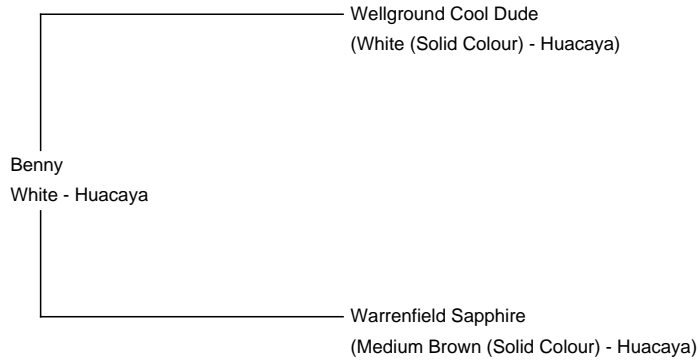 Wellground Cool Dude
(White (Solid Colour) - Huacaya)
Benny
White - Huacaya
Warrenfield Sapphire
(Medium Brown (Solid Colour) - Huacaya)